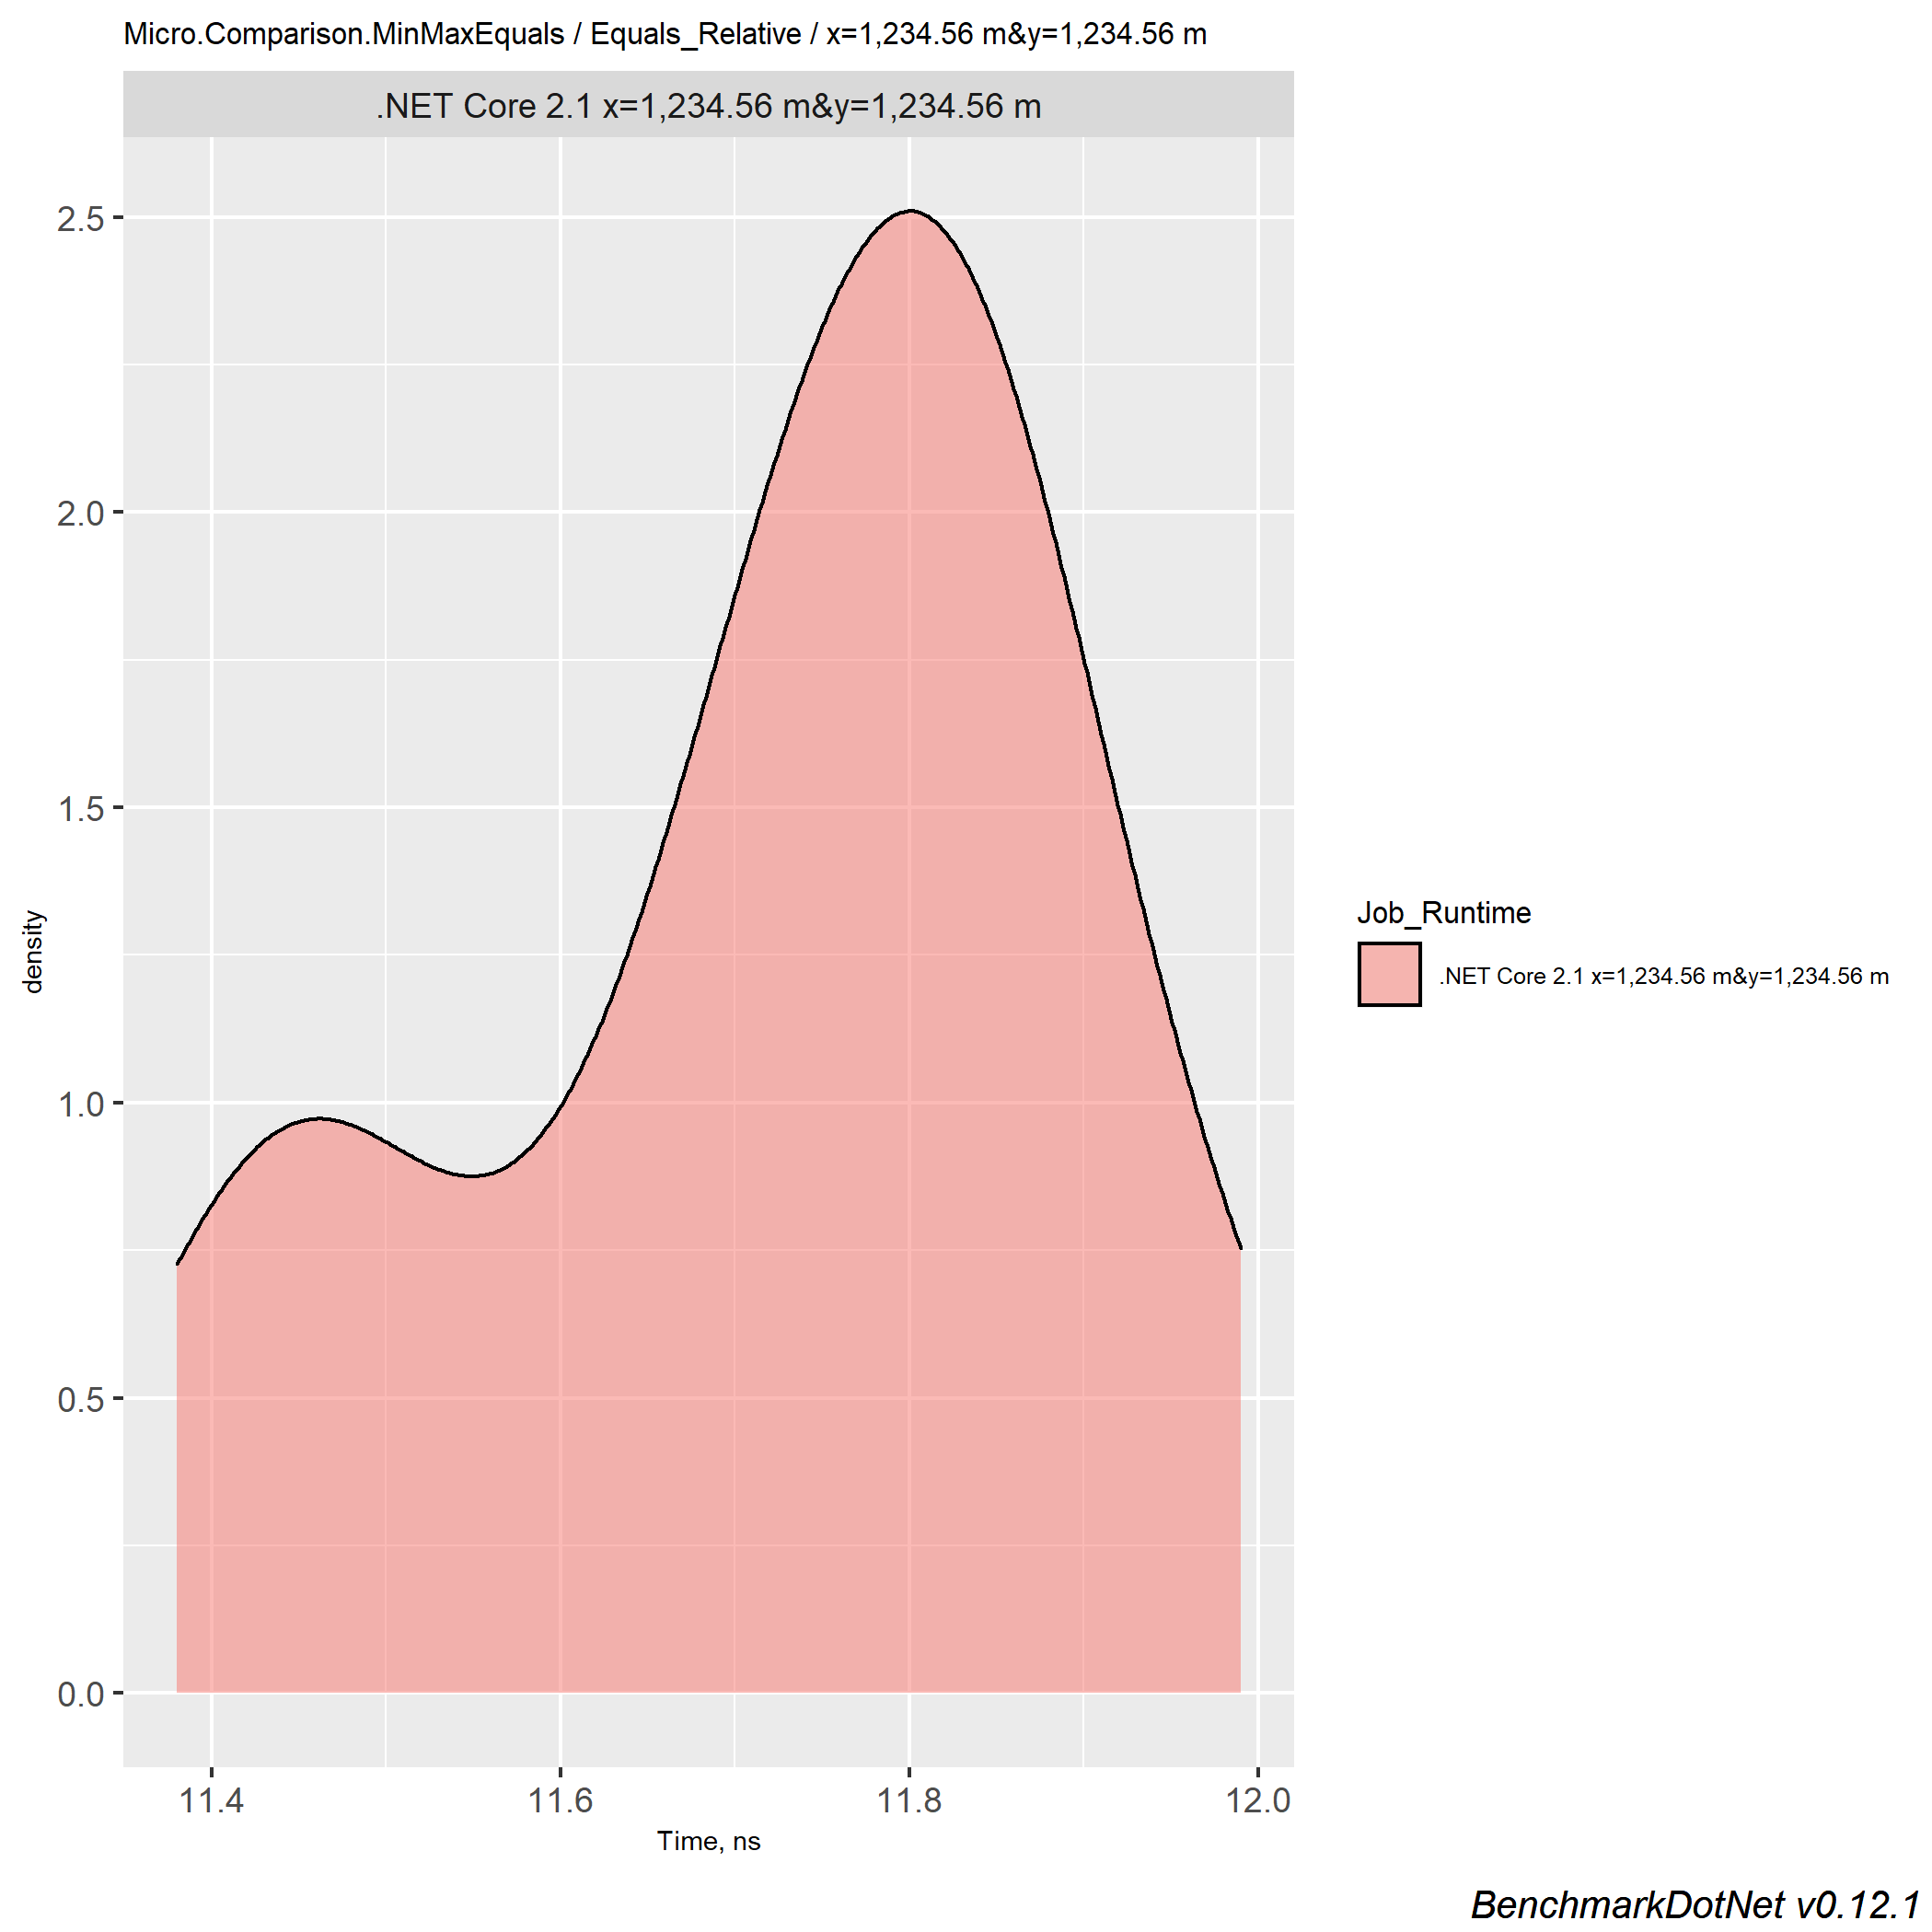 Micro.Comparison.MinMaxEquals / Equals_Relative / x=1,234.56 m&y=1,234.56 m
.NET Core 2.1 x=1,234.56 m&y=1,234.56 m
2.5
2.0
1.5
1.0
0.5
0.0
density
11.4 11.6 11.8 12.0
Time, ns
Job_Runtime
.NET Core 2.1 x=1,234.56 m&y=1,234.56 m
BenchmarkDotNet v0.12.1